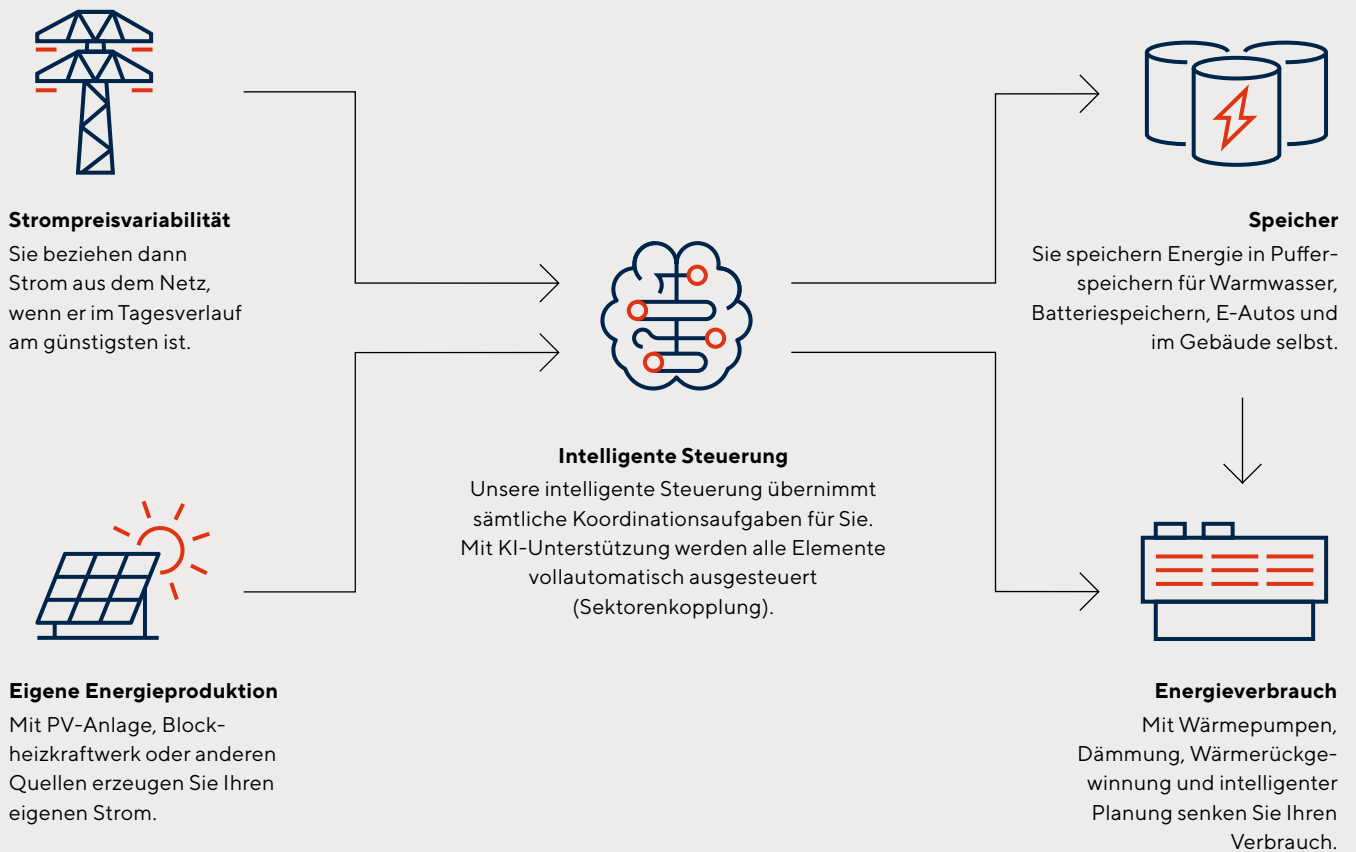 Strompreisvariabilität
Sie beziehen dann
Strom aus dem Netz,
wenn er im Tagesverlauf
am günstigsten ist.
Eigene Energieproduktion
Mit PV-Anlage, Block-
heizkraftwerk oder anderen
Quellen erzeugen Sie Ihren
eigenen Strom.
Intelligente Steuerung
Unsere intelligente Steuerung übernimmt
sämtliche Koordinationsaufgaben für Sie.
Mit KI-Unterstützung werden alle Elemente
vollautomatisch ausgesteuert
(Sektorenkopplung).
Speicher
Sie speichern Energie in Puffer-
speichern für Warmwasser,
Batteriespeichern, E-Autos und
im Gebäude selbst.
Energieverbrauch
Mit Wärmepumpen,
Dämmung, Wärmerückge-
winnung und intelligenter
Planung senken Sie Ihren
Verbrauch.